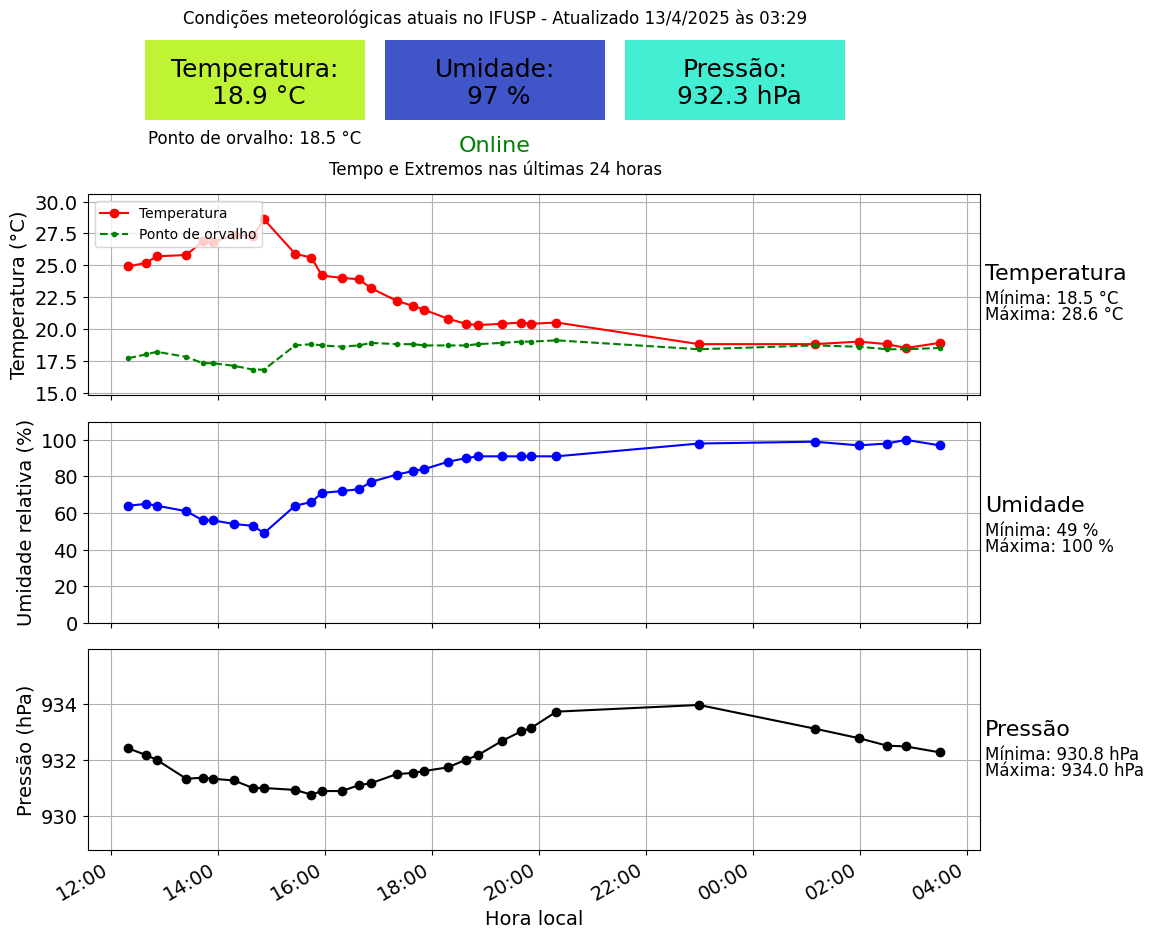 Condições meteorológicas atuais no IFUSP - Atualizado 13/4/2025 às 03:29
Temperatura:
18.9 °C
Umidade:
97 %
Pressão:
932.3 hPa
Ponto de orvalho: 18.5 °C
Online
Tempo e Extremos nas últimas 24 horas
Temperatura (°C)
30.0
27.5
25.0
22.5
20.0
17.5
15.0
Temperatura
Ponto de orvalho
Temperatura
Mínima: 18.5 °C
Máxima: 28.6 °C
Umidade relativa (%)
100
80
60
40
20
0
Umidade
Mínima: 49 %
Máxima: 100 %
Pressão (hPa)
934
932
930
Pressão
Mínima: 930.8 hPa
Máxima: 934.0 hPa
12:00
14:00
16:00
18:00
20:00
22:00
00:00
02:00
04:00
Hora local